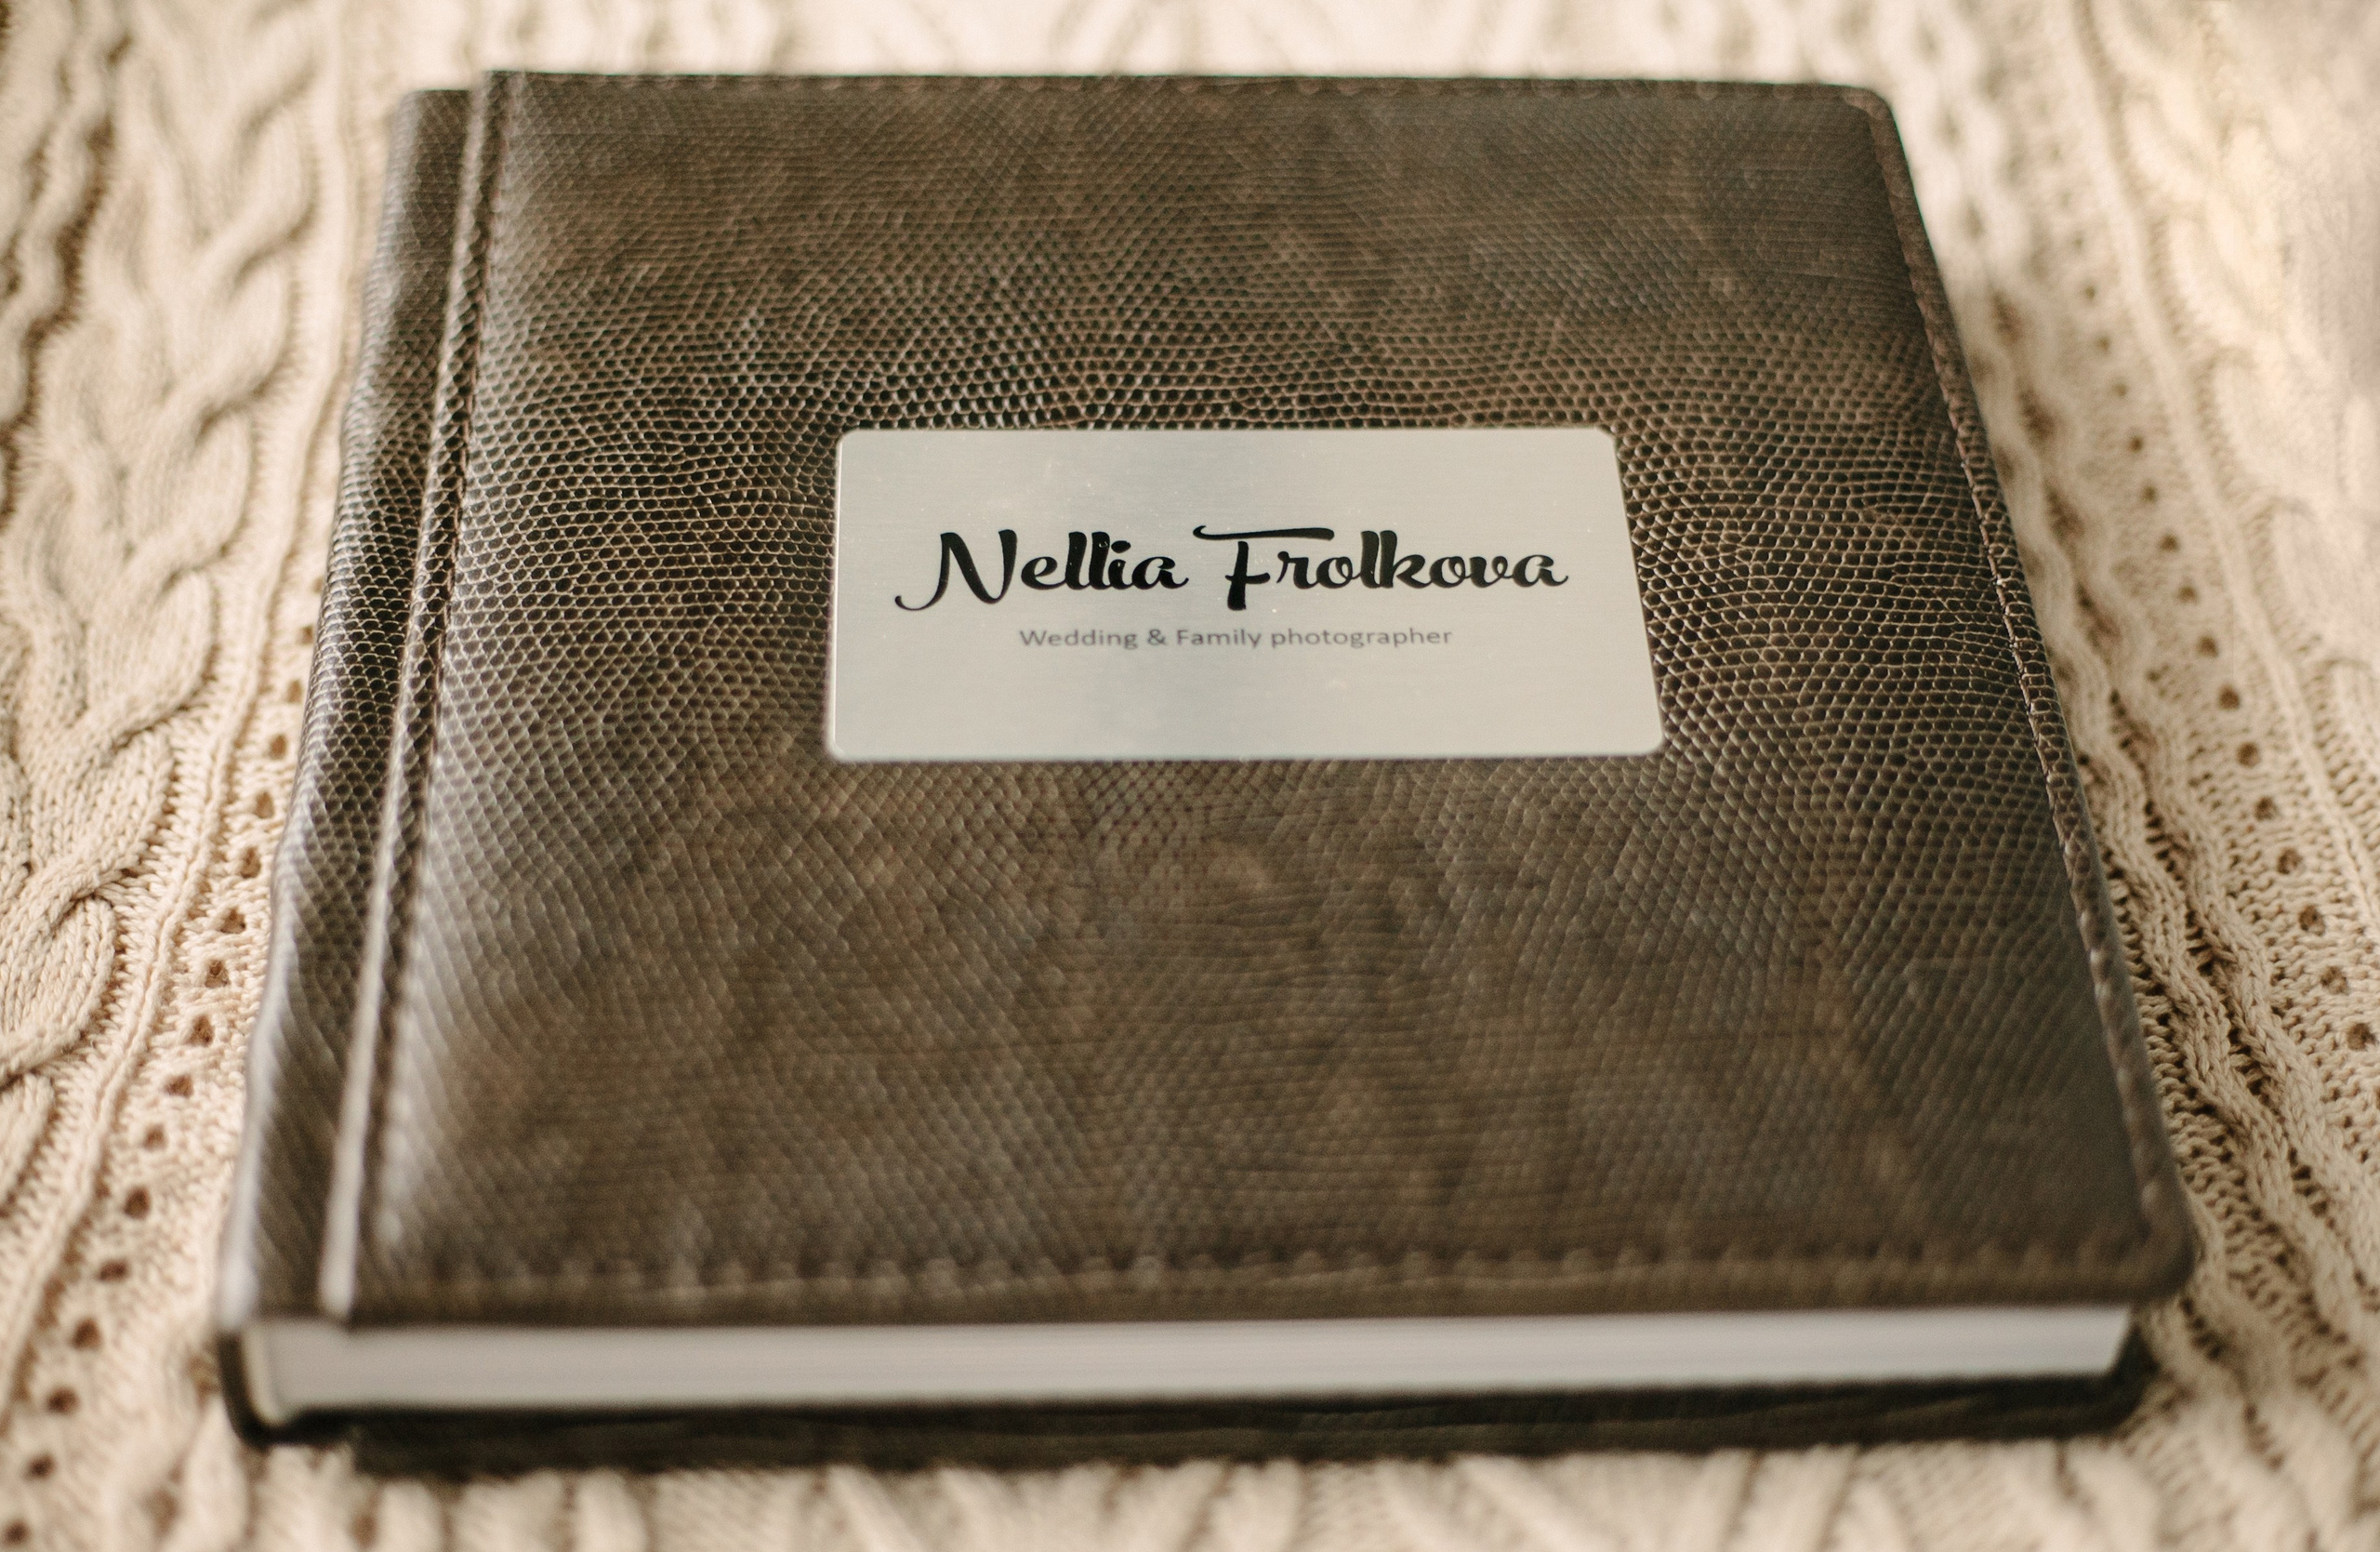 Nellia Frolkova
Wedding & Family photographer